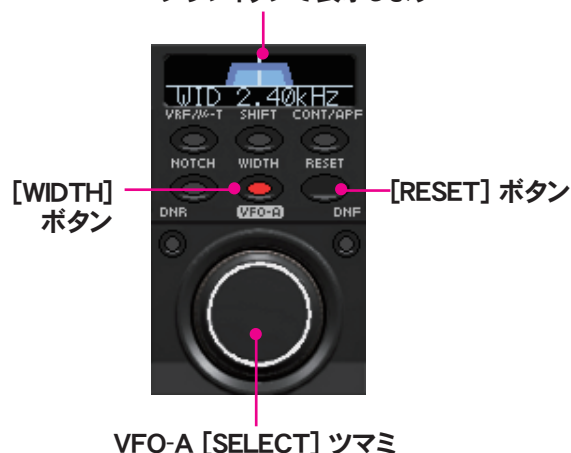 WID 2.40kHz
VRF/μ-T SHIFT CONT/APF
NOTCH WIDTH RESET
[WIDTH]
ボタン
[RESET] ボタン
DNR VFO-A DNF
VFO-A [SELECT] ツマミ